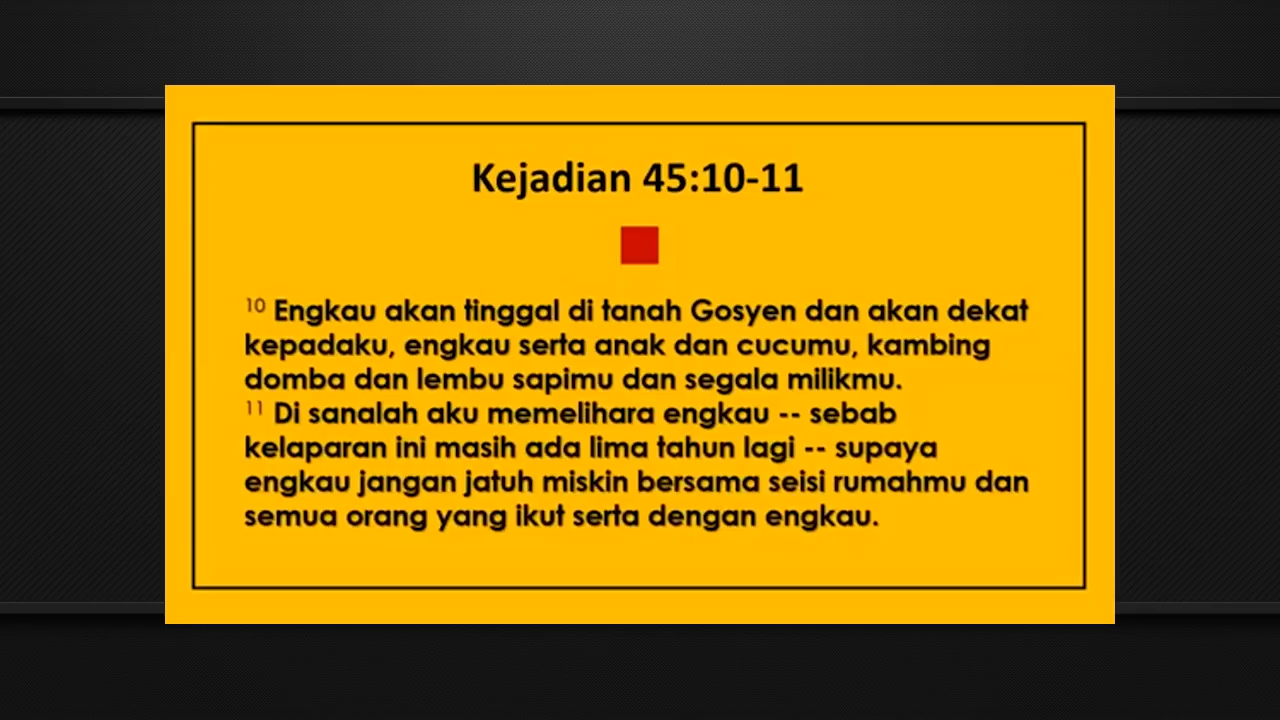 Kejadian 45:10-11
10 Engkau akan tinggal di tanah Gosyen dan akan dekat
kepadaku, engkau serta anak dan cucumu, kambing
domba dan lembu sapimu dan segala milikmu.
11 Di sanalah aku memelihara engkau -- sebab
kelaparan ini masih ada lima tahun lagi -- supaya
engkau jangan jatuh miskin bersama seisi rumahmu dan
semua orang yang ikut serta dengan engkau.